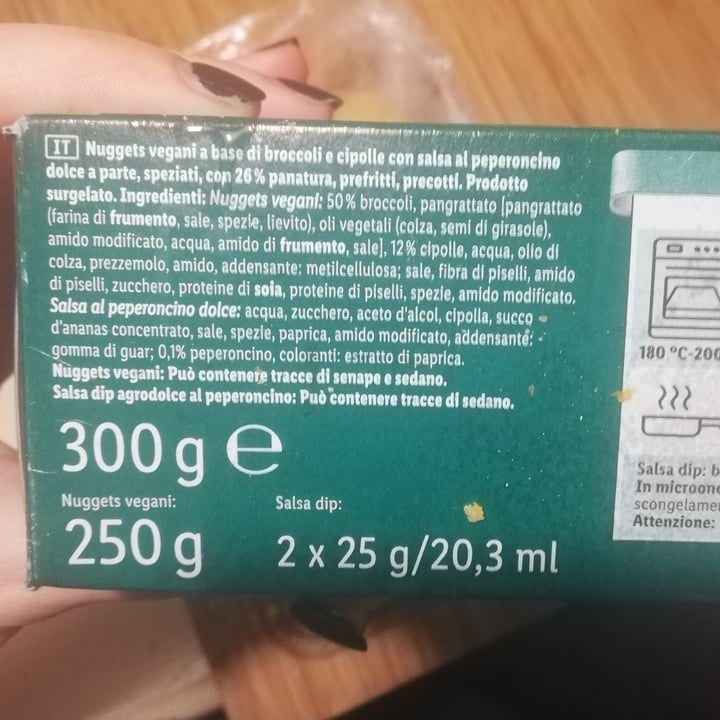 IT Nuggets vegani a base di broccoli e cipolle con salsa al peperoncino
dolce a parte, speziati, con 26% panatura, prefritti, precotti. Prodotto
surgelato. Ingredienti: Nuggets vegani: 50% broccoli, pangrattato [pangrattato
(farina di frumento, sale, spezie, lievito), oli vegetali (colza, semi di girasole),
amido modificato, acqua, amido di frumento, sale], 12% cipolle, acqua, olio di
colza, prezzemolo, amido, addensante: metilcellulosa; sale, fibra di piselli, amido
di piselli, zucchero, proteine di soia, proteine di piselli, spezie, amido modificato.
Salsa al peperoncino dolce: acqua, zucchero, aceto d'alcol, cipolla, succo
d'ananas concentrato, sale, spezie, paprica, amido modificato, addensante:
gomma di guar; 0,1% peperoncino, coloranti: estratto di paprica.
Nuggets vegani: Può contenere tracce di senape e sedano.
Salsa dip agrodolce al peperoncino: Può contenere tracce di sedano.
300 g e
Nuggets vegani:
250 g
Salsa dip:
2 x 25 g/20,3 ml
180 °C-200
Salsa dip: b
In microon
scongelame
Attenzione: